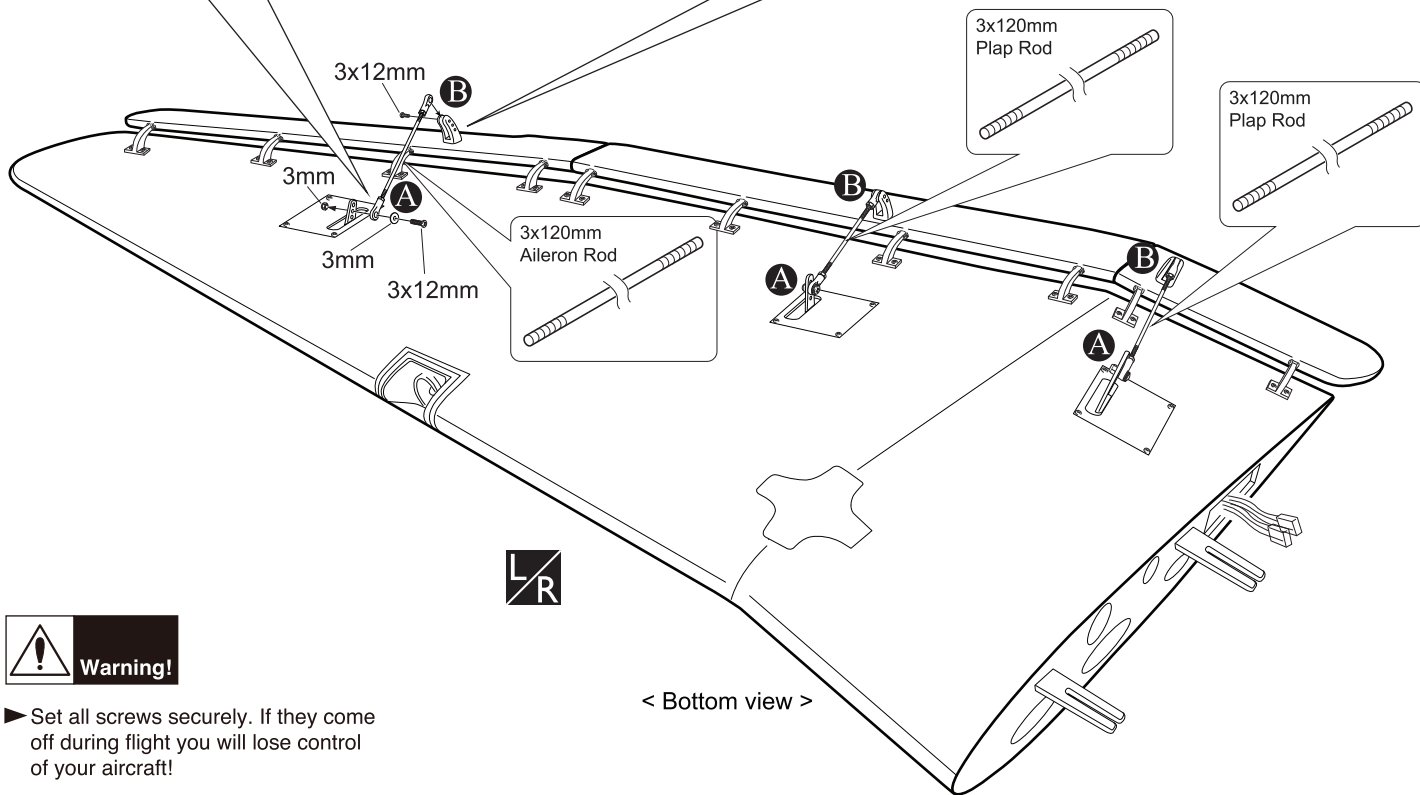 3x120mm
Plap Rod
3x120mm
Plap Rod
3x12mm
B
3mm
A
3mm
3x12mm
3x120mm
Aileron Rod
B
A
B
A
L/R
Warning!
< Bottom view >
►Set all screws securely. If they come
off during flight you will lose control
of your aircraft!